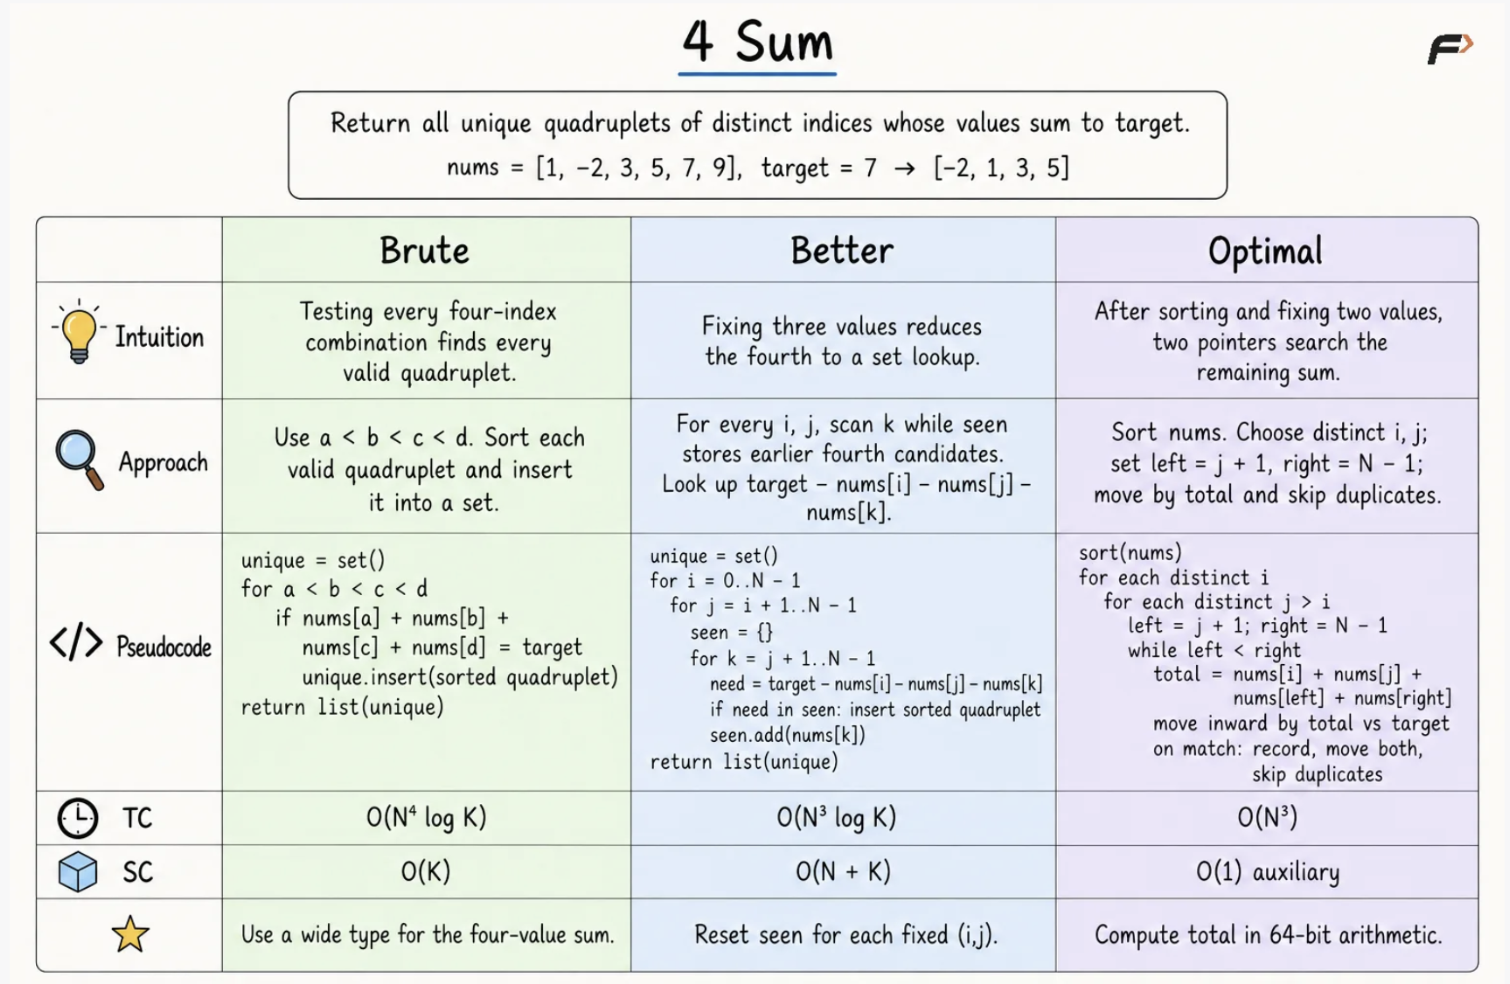 4 Sum
Return all unique quadruplets of distinct indices whose values sum to target.
nums = [1, −2, 3, 5, 7, 9], target = 7 → [−2, 1, 3, 5]
Brute
Better
Optimal
Intuition
Testing every four-index
combination finds every
valid quadruplet.
Fixing three values reduces
the fourth to a set lookup.
After sorting and fixing two values,
two pointers search the
remaining sum.
Approach
Use a < b < c < d. Sort each
valid quadruplet and insert
it into a set.
For every i, j, scan k while seen
stores earlier fourth candidates.
Look up target − nums[i] − nums[j] −
nums[k].
Sort nums. Choose distinct i, j;
set left = j + 1, right = N − 1;
move by total and skip duplicates.
</> Pseudocode
unique = set()
for a < b < c < d
if nums[a] + nums[b] +
nums[c] + nums[d] = target
unique.insert(sorted quadruplet)
return list(unique)
unique = set()
for i = 0..N − 1
for j = i + 1..N − 1
seen = {}
for k = j + 1..N − 1
need = target − nums[i] − nums[j] − nums[k]
if need in seen: insert sorted quadruplet
seen.add(nums[k])
return list(unique)
sort(nums)
for each distinct i
for each distinct j > i
left = j + 1; right = N − 1
while left < right
total = nums[i] + nums[j] +
nums[left] + nums[right]
move inward by total vs target
on match: record, move both,
skip duplicates
TC
O(N⁴ log K)
O(N³ log K)
O(N³)
SC
O(K)
O(N + K)
O(1) auxiliary
Use a wide type for the four-value sum.
Reset seen for each fixed (i,j).
Compute total in 64-bit arithmetic.